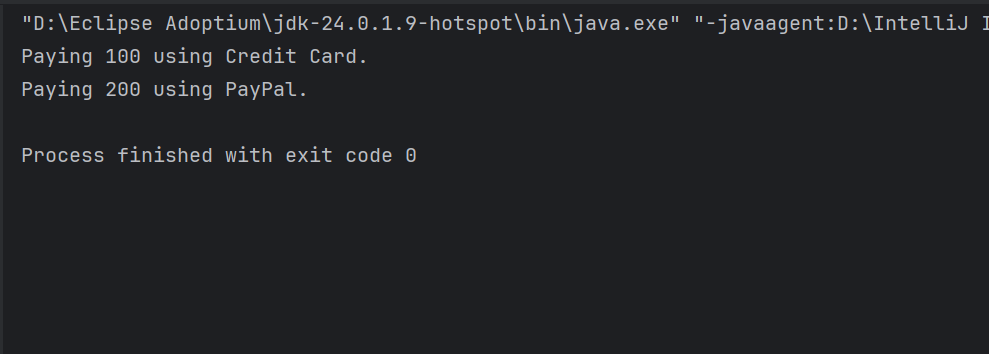 "D:\Eclipse Adoptium\jdk-24.0.1.9-hotspot\bin\java.exe" "-javaagent:D:\IntelliJ I
Paying 100 using Credit Card.
Paying 200 using PayPal.
Process finished with exit code 0